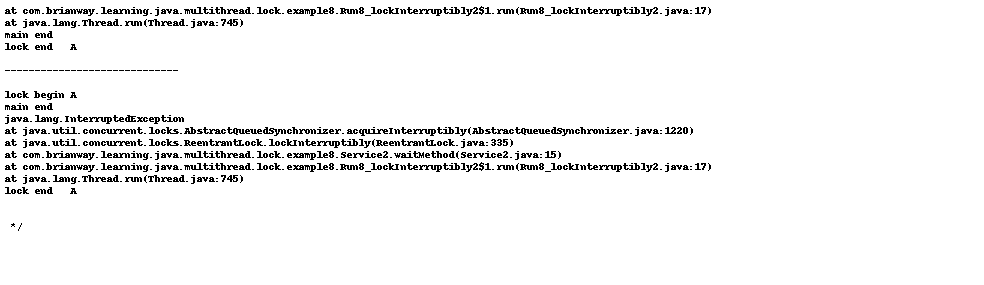 at com.brianway.learning.java.multithread.lock.example8.Run8_lockInterruptibly2$1.run(Run8_lockInterruptibly2.java:17)
at java.lang.Thread.run(Thread.java:745)
main end
lock end   A
-----------------------------
lock begin A
main end
java.lang.InterruptedException
at java.util.concurrent.locks.AbstractQueuedSynchronizer.acquireInterruptibly(AbstractQueuedSynchronizer.java:1220)
at java.util.concurrent.locks.ReentrantLock.lockInterruptibly(ReentrantLock.java:335)
at com.brianway.learning.java.multithread.lock.example8.Service2.waitMethod(Service2.java:15)
at com.brianway.learning.java.multithread.lock.example8.Run8_lockInterruptibly2$1.run(Run8_lockInterruptibly2.java:17)
at java.lang.Thread.run(Thread.java:745)
lock end   A
*/